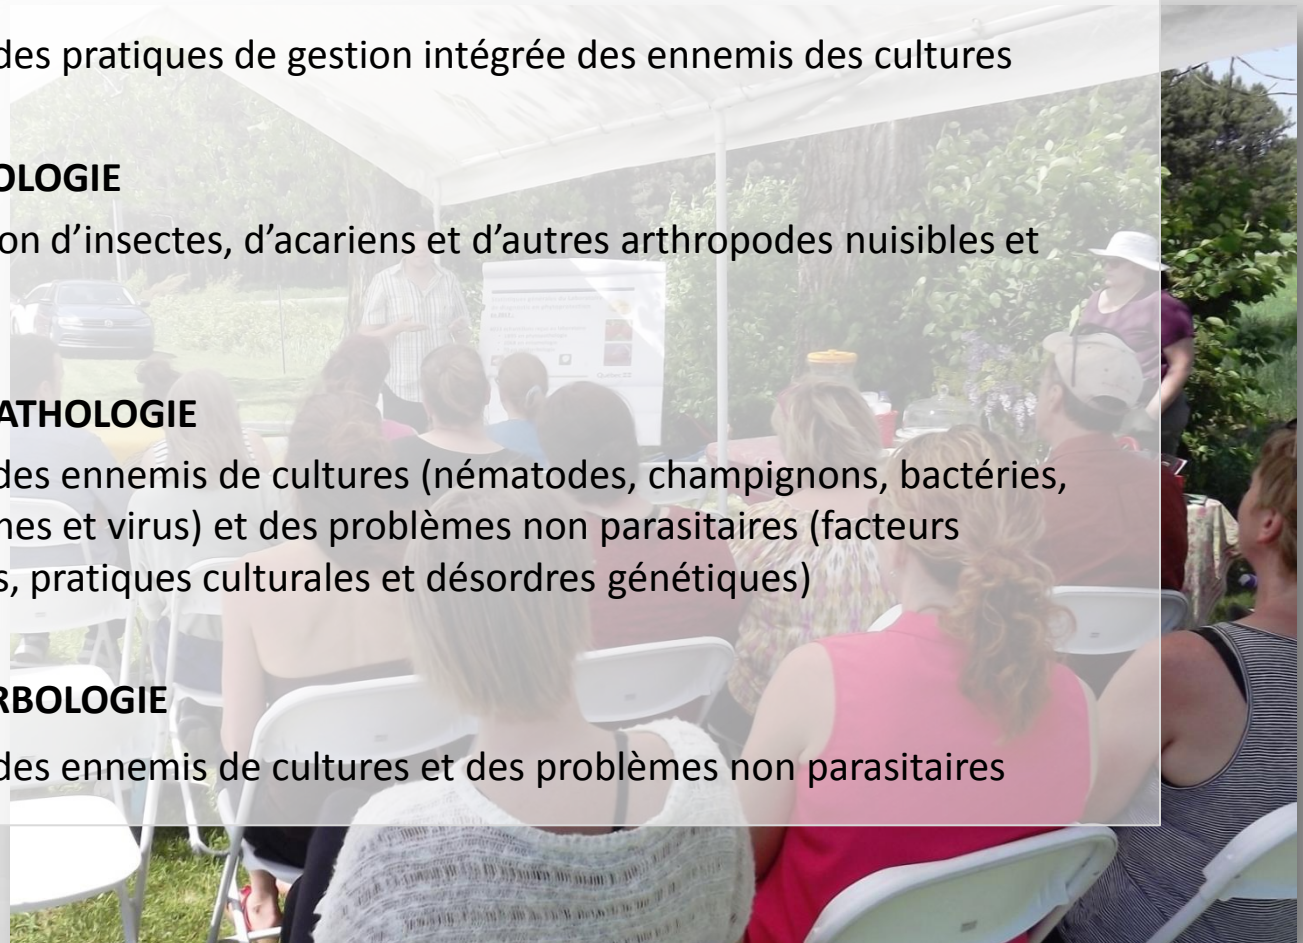 des pratiques de gestion intégrée des ennemis des cultures
OLOGIE
on d’insectes, d’acariens et d’autres arthropodes nuisibles et
ATHOLOGIE
des ennemis de cultures (nématodes, champignons, bactéries,
nes et virus) et des problèmes non parasitaires (facteurs
s, pratiques culturales et désordres génétiques)
RBOLOGIE
des ennemis de cultures et des problèmes non parasitaires